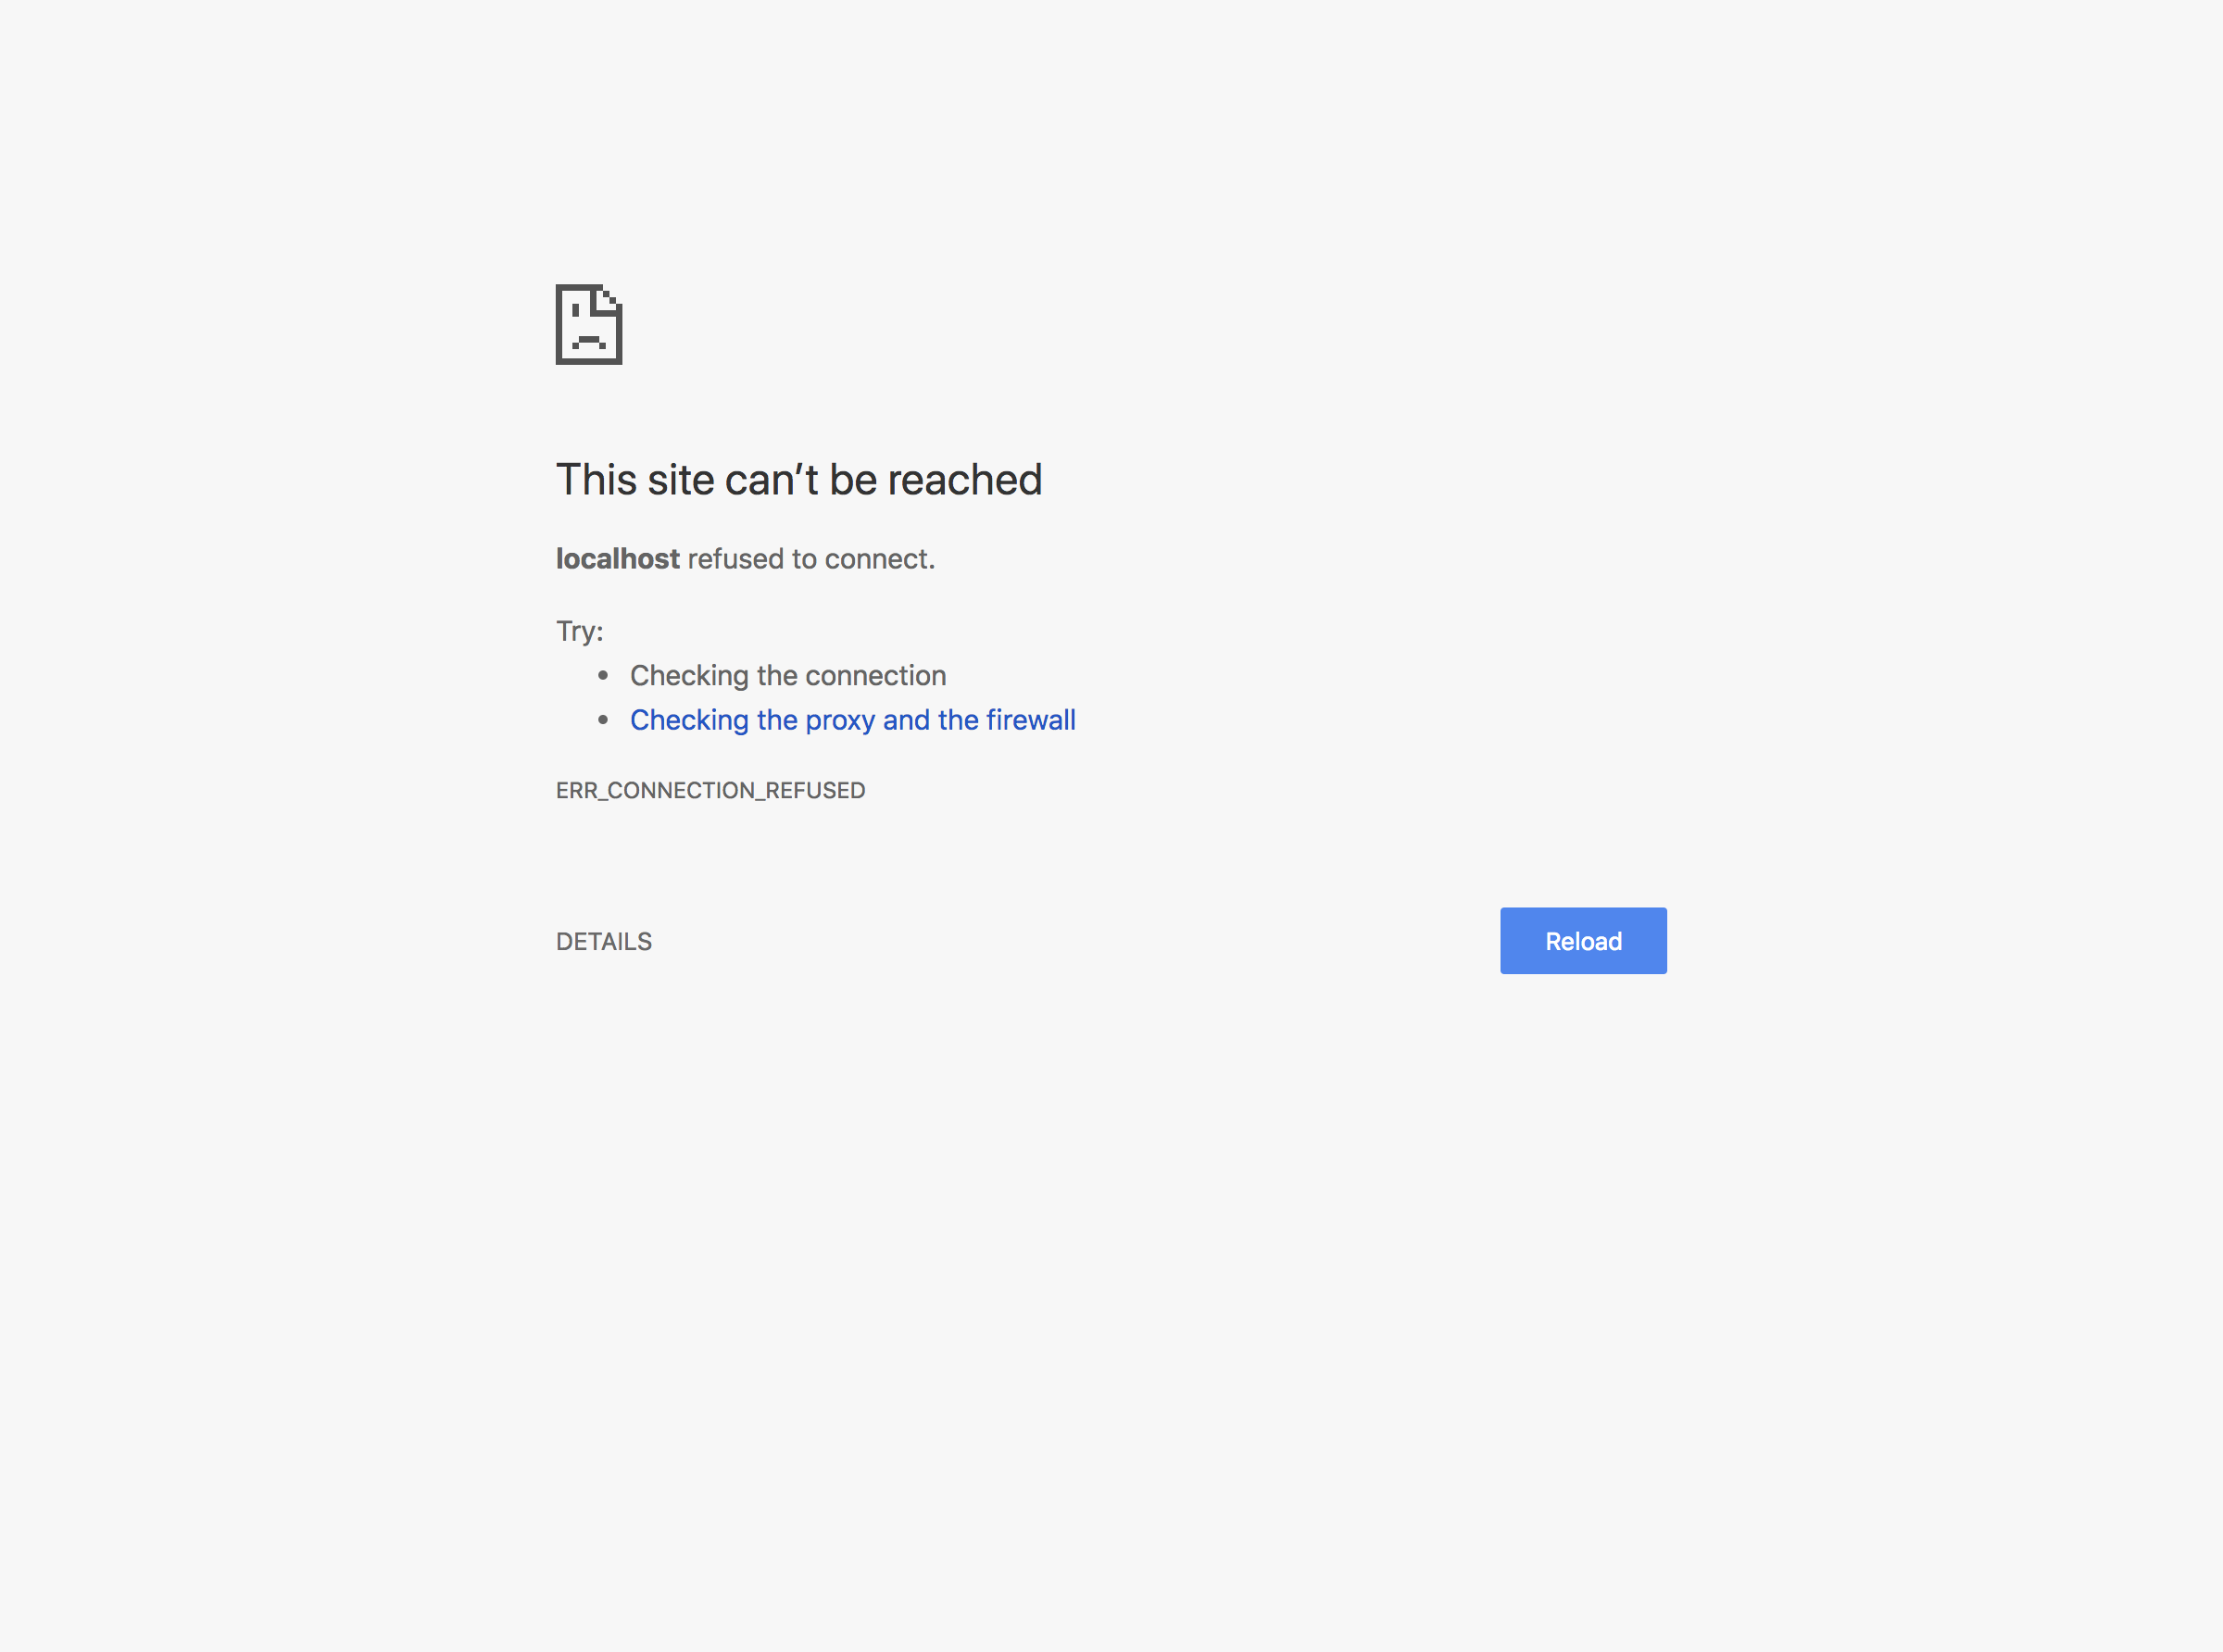 This site can’t be reached
localhost refused to connect.
Try:
• Checking the connection
• Checking the proxy and the firewall
ERR_CONNECTION_REFUSED
DETAILS
Reload